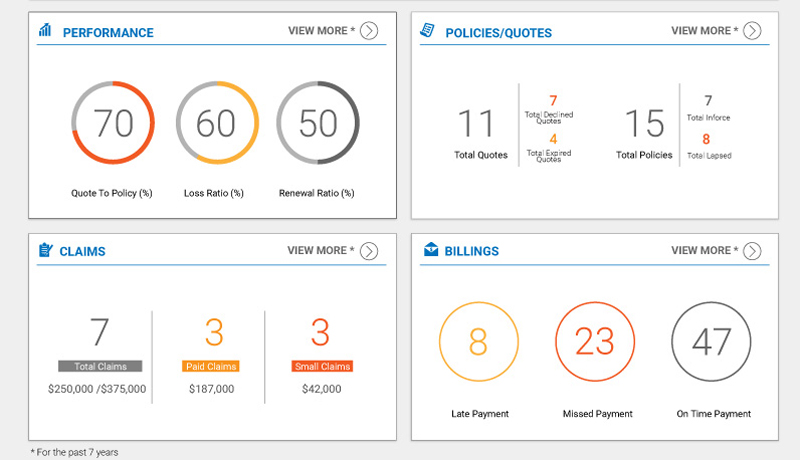 PERFORMANCE
VIEW MORE *
70
60
50
Quote To Policy (%)
Loss Ratio (%)
Renewal Ratio (%)
POLICIES/QUOTES
VIEW MORE *
11
Total Quotes
7
Total Declined
Quotes
4
Total Expired
Quotes
15
Total Policies
7
Total Inforce
8
Total Lapsed
CLAIMS
VIEW MORE *
7
Total Claims
$250,000 /$375,000
3
Paid Claims
$187,000
3
Small Claims
$42,000
BILLINGS
VIEW MORE *
8
23
47
Late Payment
Missed Payment
On Time Payment
* For the past 7 years